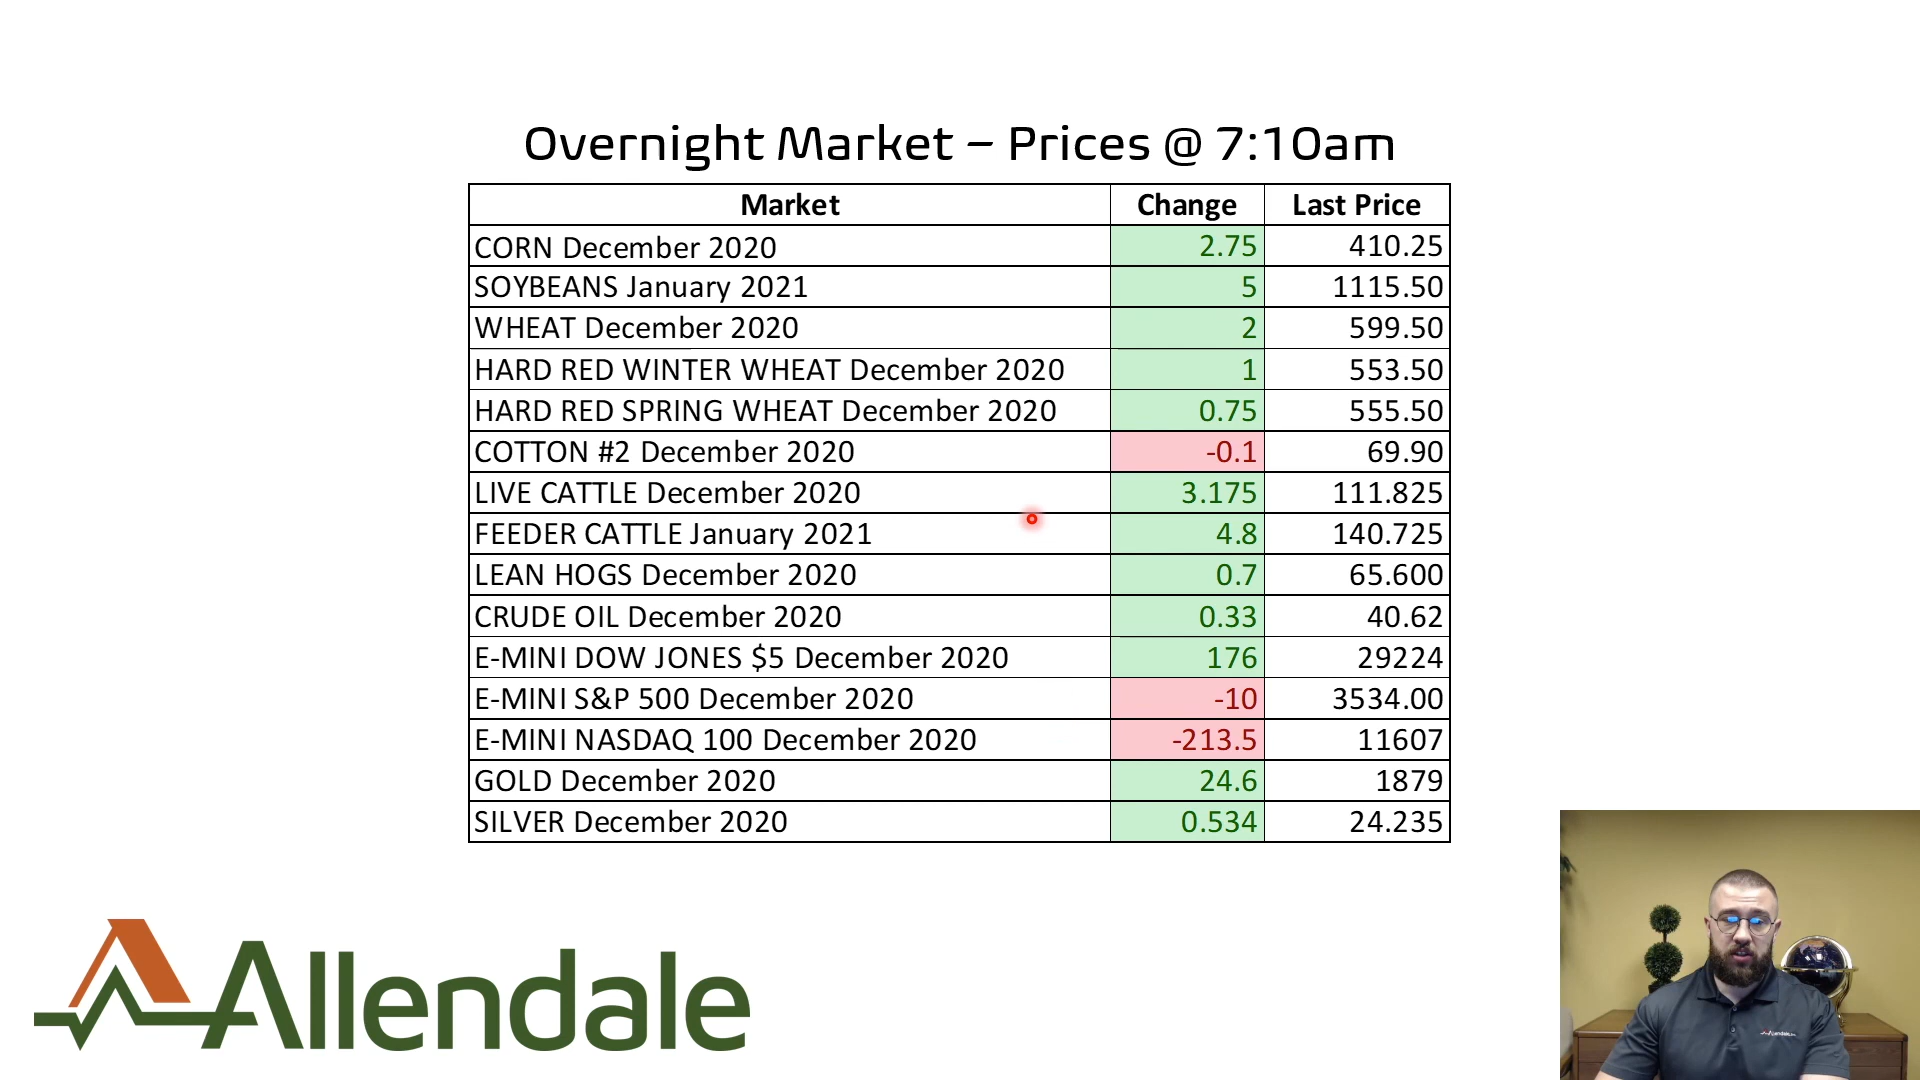 Overnight Market – Prices @ 7:10am
Market Change Last Price
CORN December 2020 2.75 410.25
SOYBEANS January 2021 5 1115.50
WHEAT December 2020 2 599.50
HARD RED WINTER WHEAT December 2020 1 553.50
HARD RED SPRING WHEAT December 2020 0.75 555.50
COTTON #2 December 2020 -0.1 69.90
LIVE CATTLE December 2020 3.175 111.825
FEEDER CATTLE January 2021 4.8 140.725
LEAN HOGS December 2020 0.7 65.600
CRUDE OIL December 2020 0.33 40.62
E-MINI DOW JONES $5 December 2020 176 29224
E-MINI S&P 500 December 2020 -10 3534.00
E-MINI NASDAQ 100 December 2020 -213.5 11607
GOLD December 2020 24.6 1879
SILVER December 2020 0.534 24.235
Allendale